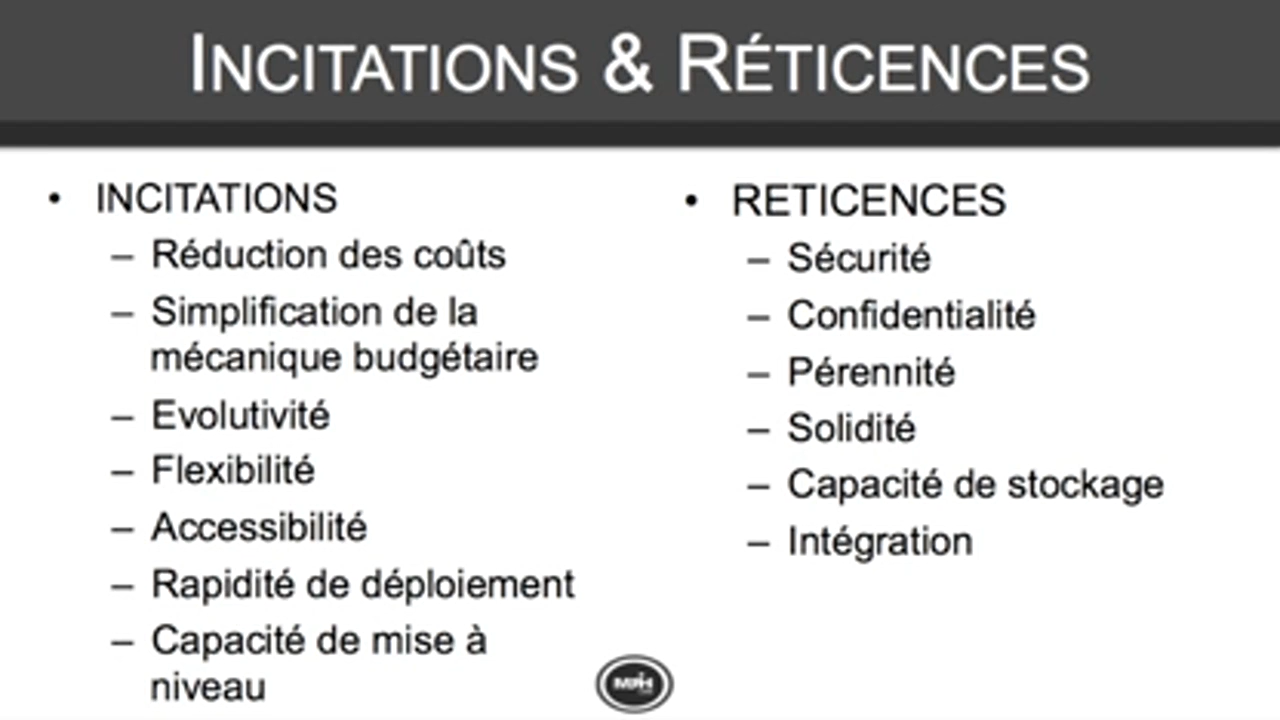 INCITATIONS & RÉTICENCES
• INCITATIONS
– Réduction des coûts
– Simplification de la
mécanique budgétaire
– Evolutivité
– Flexibilité
– Accessibilité
– Rapidité de déploiement
– Capacité de mise à
niveau
• RETICENCES
– Sécurité
– Confidentialité
– Pérennité
– Solidité
– Capacité de stockage
– Intégration